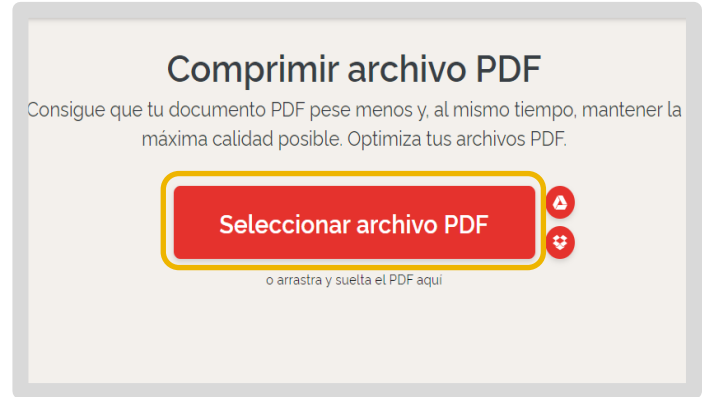 Comprimir archivo PDF
Consigue que tu documento PDF pese menos y, al mismo tiempo, mantener la
máxima calidad posible. Optimiza tus archivos PDF.
Seleccionar archivo PDF
o arrastra y suelta el PDF aquí